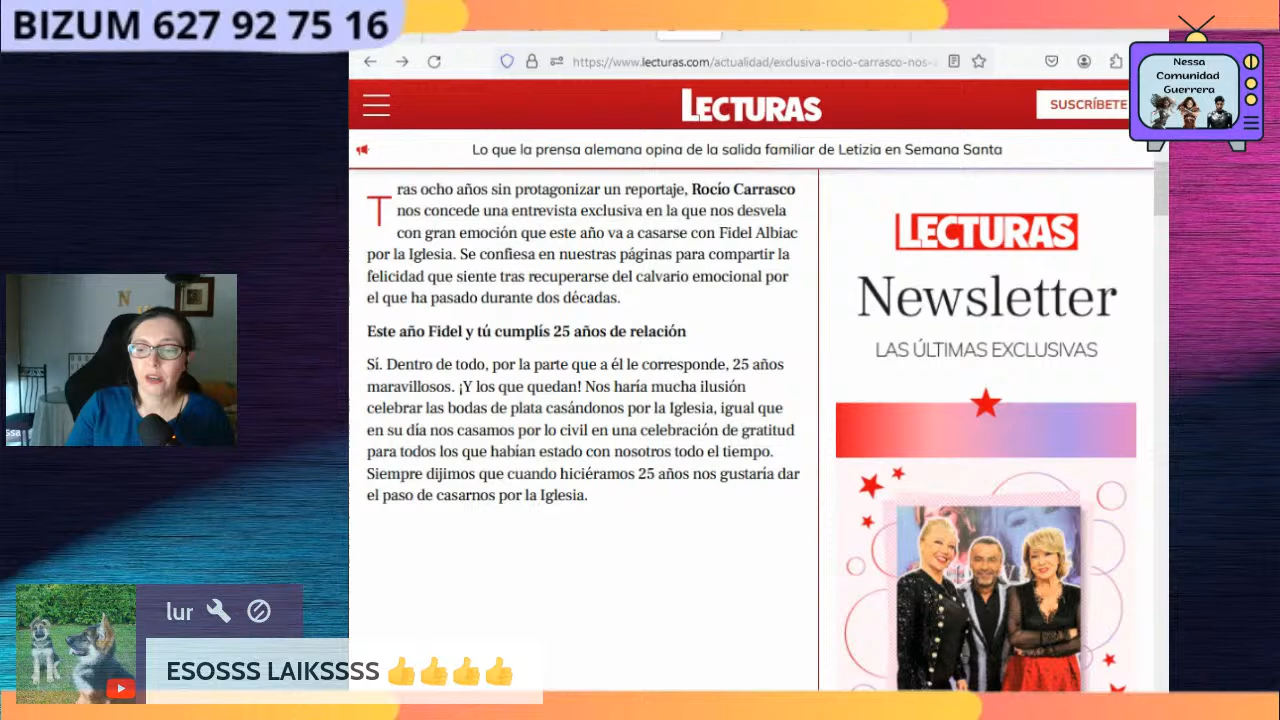 BIZUM 627 92 75 16
https://www.lecturas.com/actualidad/exclusiva-rocio-carrasco-nos-
Nessa
Comunidad
Guerrera
LECTURAS
SUSCRÍBETE
Lo que la prensa alemana opina de la salida familiar de Letizia en Semana Santa
Tras ocho años sin protagonizar un reportaje, Rocío Carrasco
nos concede una entrevista exclusiva en la que nos desvela
con gran emoción que este año va a casarse con Fidel Albiac
por la Iglesia. Se confiesa en nuestras páginas para compartir la
felicidad que siente tras recuperarse del calvario emocional por
el que ha pasado durante dos décadas.
Este año Fidel y tú cumplís 25 años de relación
Sí. Dentro de todo, por la parte que a él le corresponde, 25 años
maravillosos. ¡Y los que quedan! Nos haría mucha ilusión
celebrar las bodas de plata casándonos por la Iglesia, igual que
en su día nos casamos por lo civil en una celebración de gratitud
para todos los que habían estado con nosotros todo el tiempo.
Siempre dijimos que cuando hiciéramos 25 años nos gustaría dar
el paso de casarnos por la Iglesia.
LECTURAS
Newsletter
LAS ÚLTIMAS EXCLUSIVAS
lur
ESOSSS LAIKSSSS 👍👍👍👍